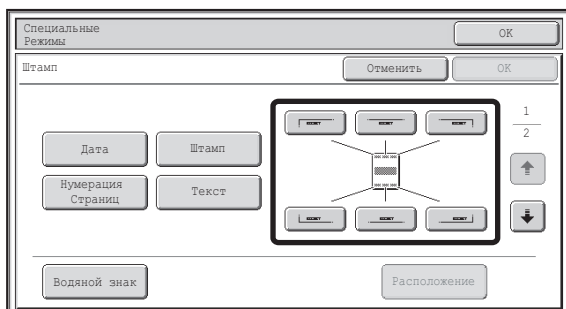 Специальные
Режимы
OK
Штамп
Отменить
OK
Дата
Штамп
1
2
Нумерация
Страниц
Текст
Водяной знак
Расположение